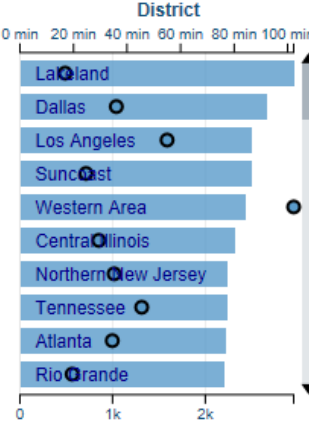 District
0 min 20 min 40 min 60 min 80 min 100 min
Lakeland
Dallas
Los Angeles
Suncoast
Western Area
Central Illinois
Northern New Jersey
Tennessee
Atlanta
Rio Grande
0 1k 2k